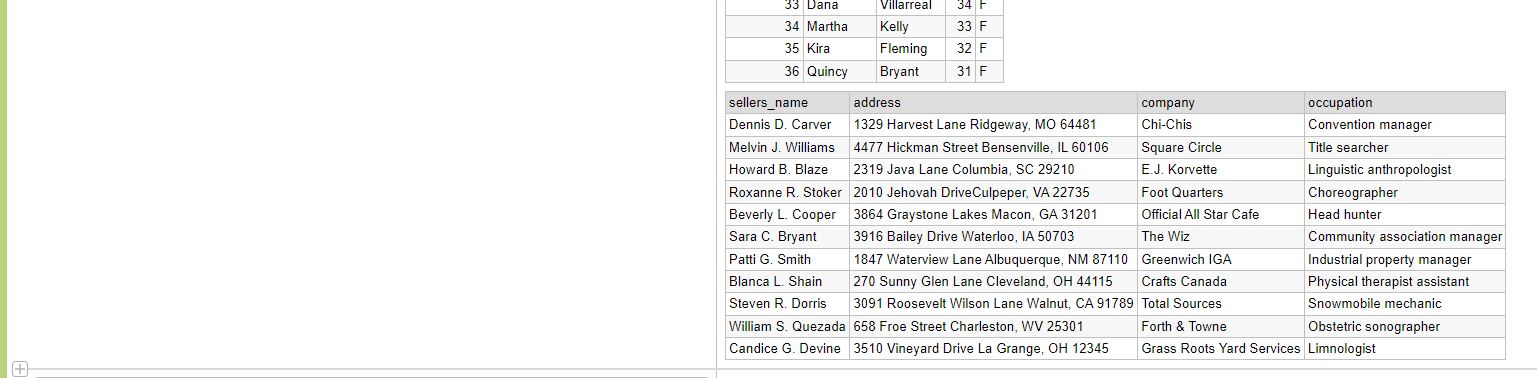 33 Dana Villarreal 34 F
34 Martha Kelly 33 F
35 Kira Fleming 32 F
36 Quincy Bryant 31 F
sellers_name address company occupation
Dennis D. Carver 1329 Harvest Lane Ridgeway, MO 64481 Chi-Chis Convention manager
Melvin J. Williams 4477 Hickman Street Bensenville, IL 60106 Square Circle Title searcher
Howard B. Blaze 2319 Java Lane Columbia, SC 29210 E.J. Korvette Linguistic anthropologist
Roxanne R. Stoker 2010 Jehovah DriveCulpeper, VA 22735 Foot Quarters Choreographer
Beverly L. Cooper 3864 Graystone Lakes Macon, GA 31201 Official All Star Cafe Head hunter
Sara C. Bryant 3916 Bailey Drive Waterloo, IA 50703 The Wiz Community association manager
Patti G. Smith 1847 Waterview Lane Albuquerque, NM 87110 Greenwich IGA Industrial property manager
Blanca L. Shain 270 Sunny Glen Lane Cleveland, OH 44115 Crafts Canada Physical therapist assistant
Steven R. Dorris 3091 Roosevelt Wilson Lane Walnut, CA 91789 Total Sources Snowmobile mechanic
William S. Quezada 658 Froe Street Charleston, WV 25301 Forth & Towne Obstetric sonographer
Candice G. Devine 3510 Vineyard Drive La Grange, OH 12345 Grass Roots Yard Services Limnologist